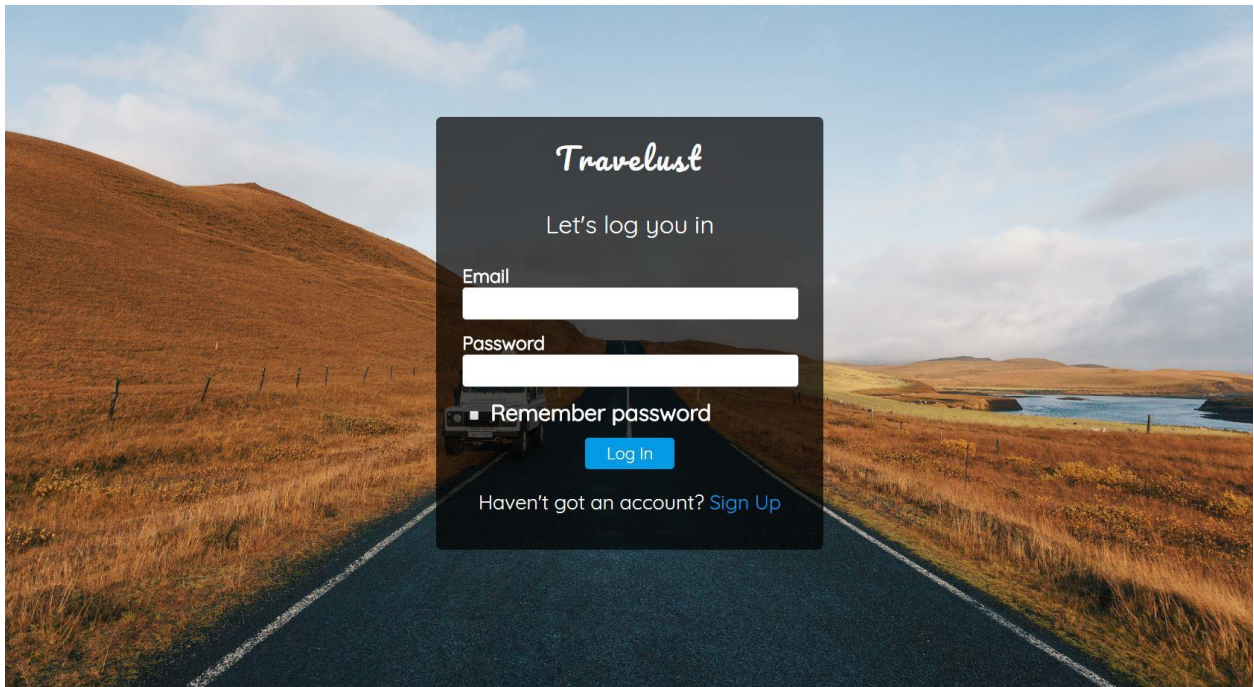 Travelust
Let's log you in
Email
Password
Remember password
Log In
Haven't got an account? Sign Up